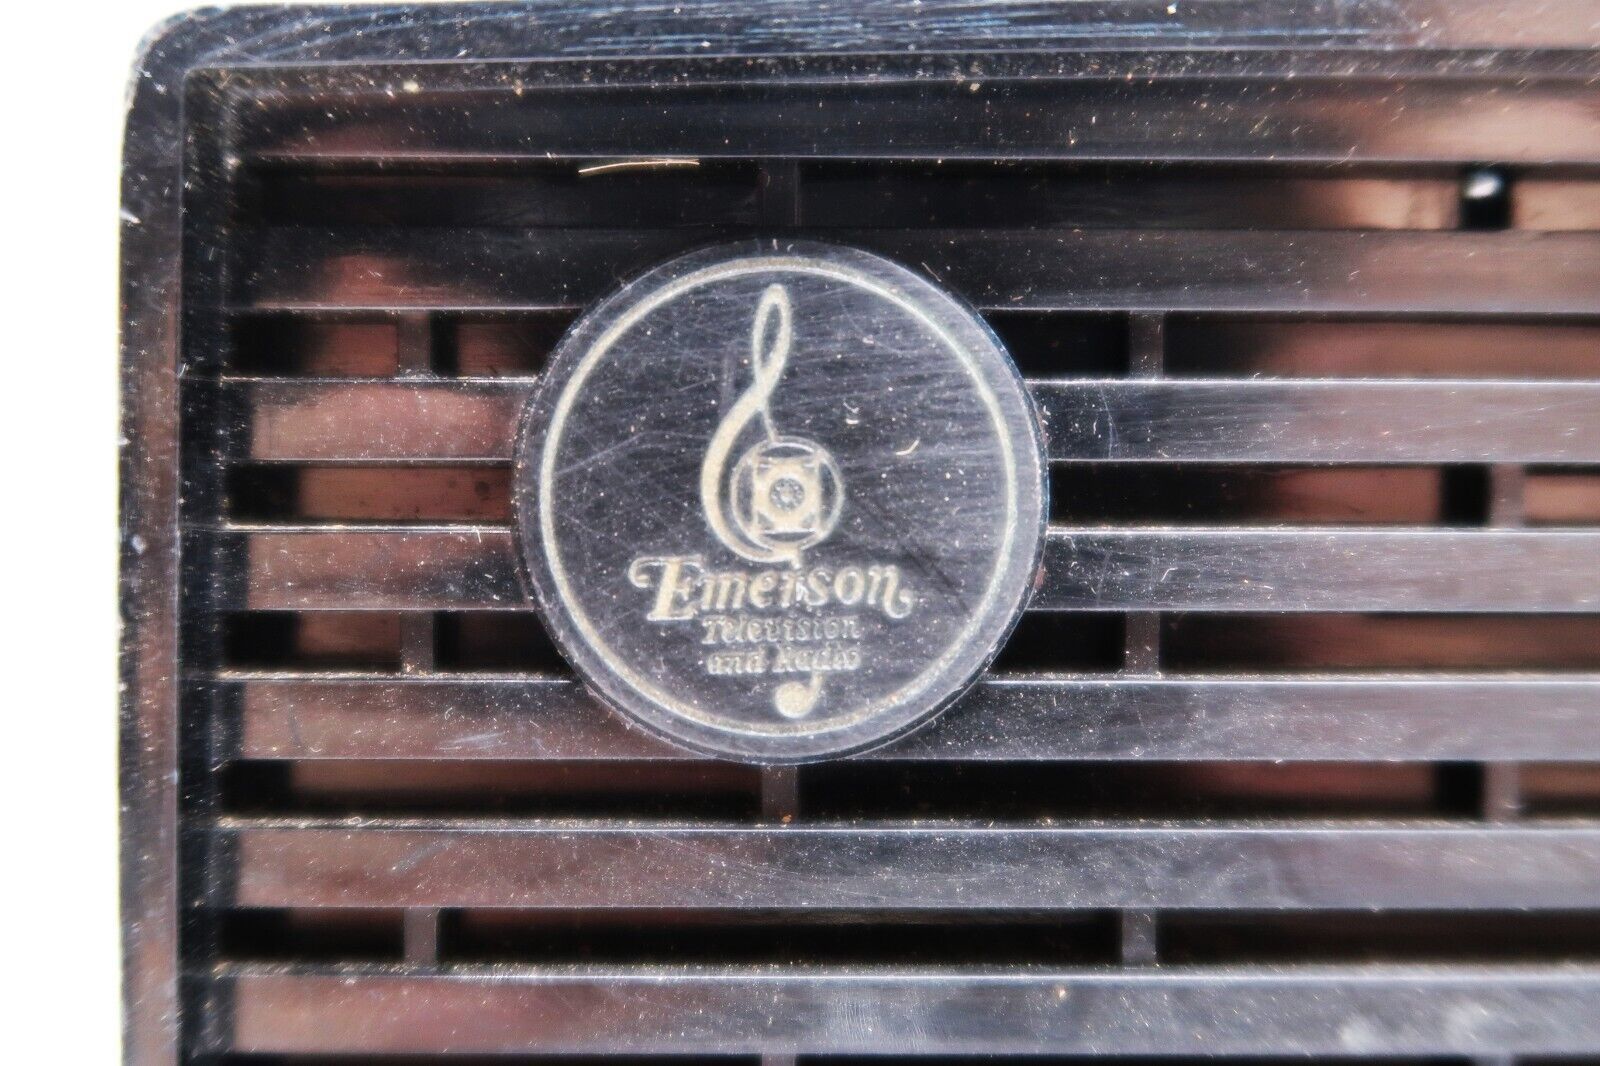 Emerson
Television
and Radio